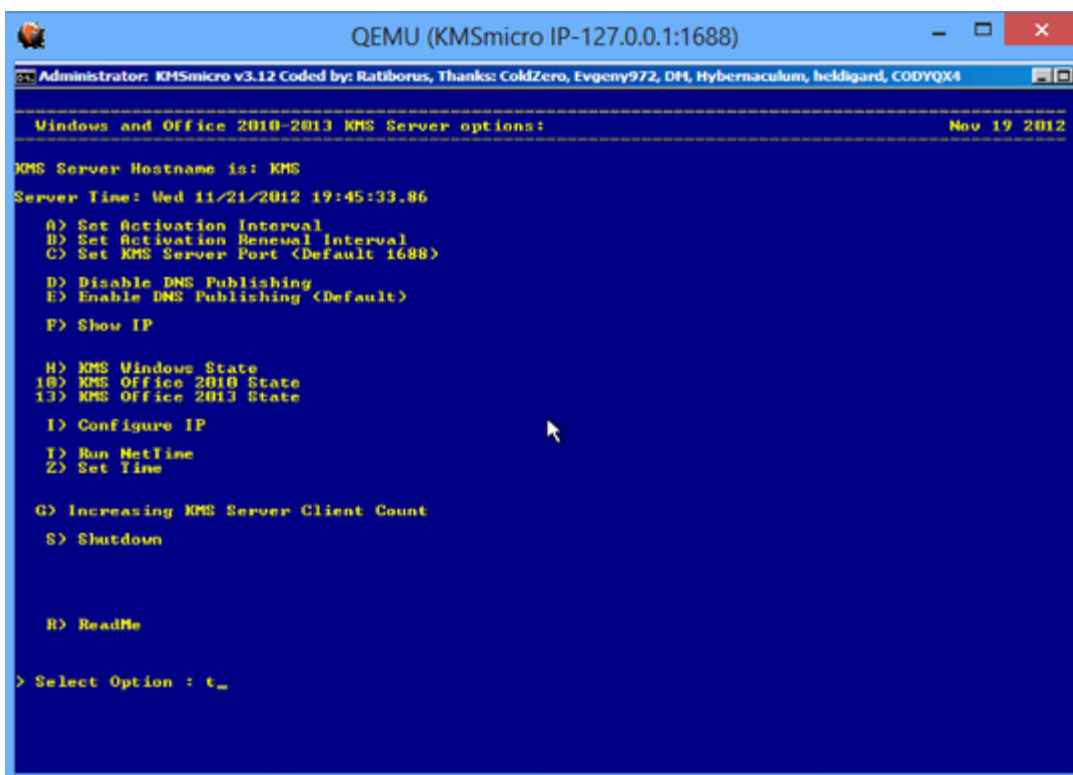 QEMU (KMSmicro IP-127.0.0.1:1688)
Administrator: KMSmicro v3.12 Coded by: Ratiborus, Thanks: ColdZero, Evgeny972, DM, Hybernaculum, heldigard, CODYQX4
Windows and Office 2010-2013 KMS Server options: Nov 19 2012
KMS Server Hostname is: KMS
Server Time: Wed 11/21/2012 19:45:33.86
A> Set Activation Interval
B> Set Activation Renewal Interval
C> Set KMS Server Port <Default 1688>
D> Disable DNS Publishing
E> Enable DNS Publishing <Default>
F> Show IP
H> KMS Windows State
10> KMS Office 2010 State
13> KMS Office 2013 State
I> Configure IP
T> Run NetTime
Z> Set Time
G> Increasing KMS Server Client Count
S> Shutdown
R> ReadMe
> Select Option : t_